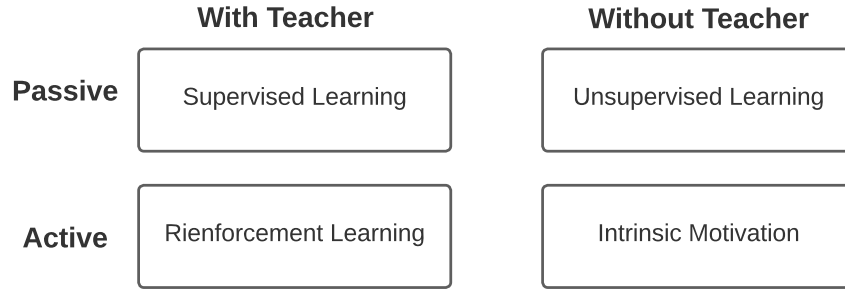 With Teacher
Without Teacher
Passive
Supervised Learning
Unsupervised Learning
Active
Rienforcement Learning
Intrinsic Motivation